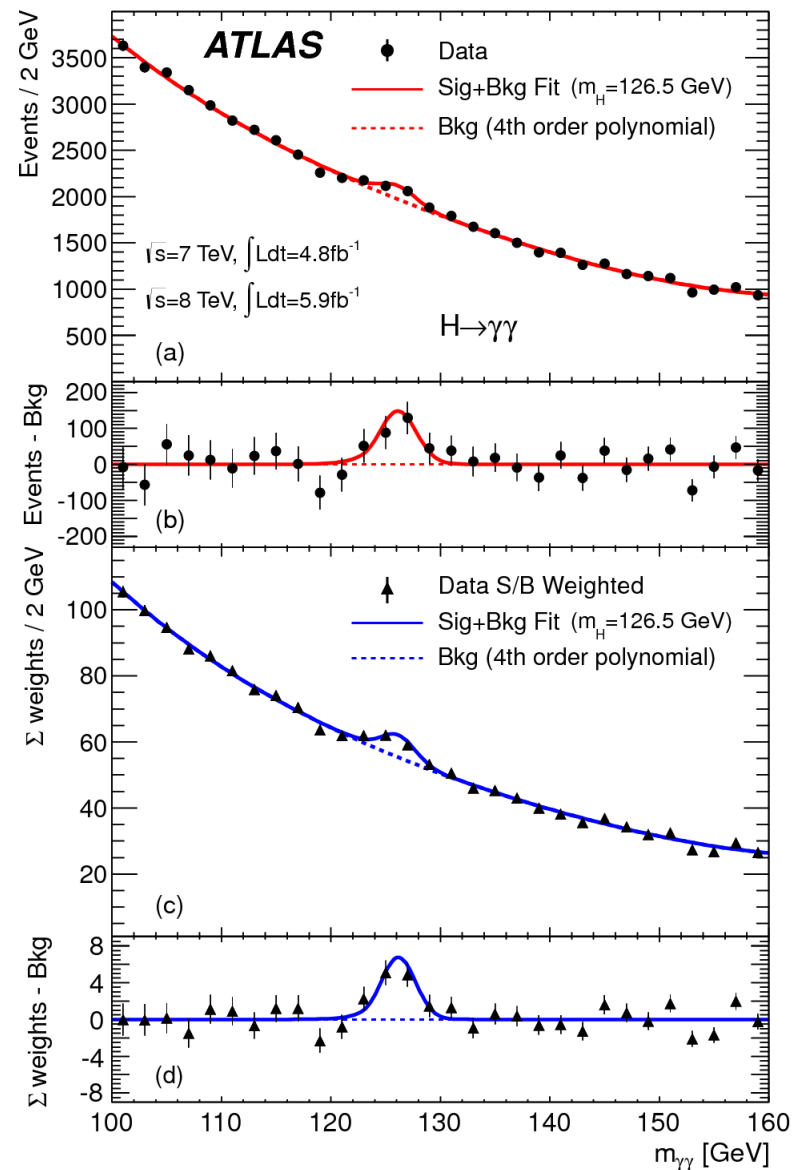 ATLAS
Data
Sig+Bkg Fit (m_H=126.5 GeV)
Bkg (4th order polynomial)
Events / 2 GeV
3500
3000
2500
2000
1500
1000
500
√s=7 TeV, ∫Ldt=4.8fb⁻¹
√s=8 TeV, ∫Ldt=5.9fb⁻¹
H→γγ
(a)
Events - Bkg
200
100
0
-100
-200
(b)
Σ weights / 2 GeV
100
80
60
40
20
Data S/B Weighted
Sig+Bkg Fit (m_H=126.5 GeV)
Bkg (4th order polynomial)
(c)
Σ weights - Bkg
8
4
0
-4
-8
(d)
100 110 120 130 140 150 160
m_γγ [GeV]